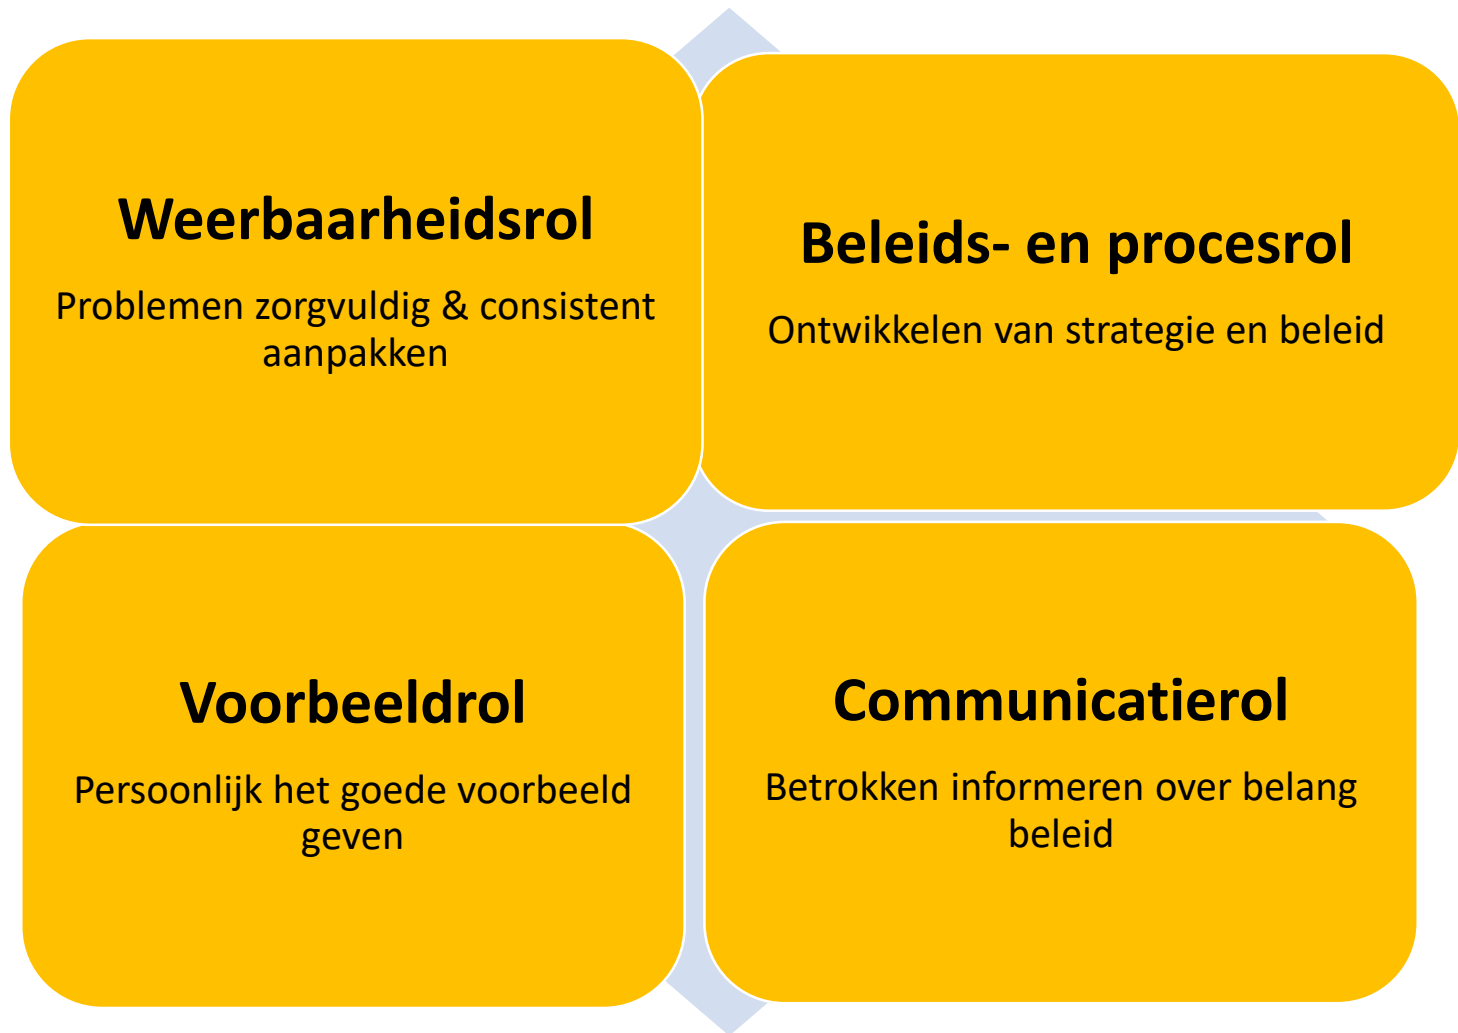 Weerbaarheidsrol
Problemen zorgvuldig & consistent
aanpakken
Beleids- en procesrol
Ontwikkelen van strategie en beleid
Voorbeeldrol
Persoonlijk het goede voorbeeld
geven
Communicatierol
Betrokken informeren over belang
beleid